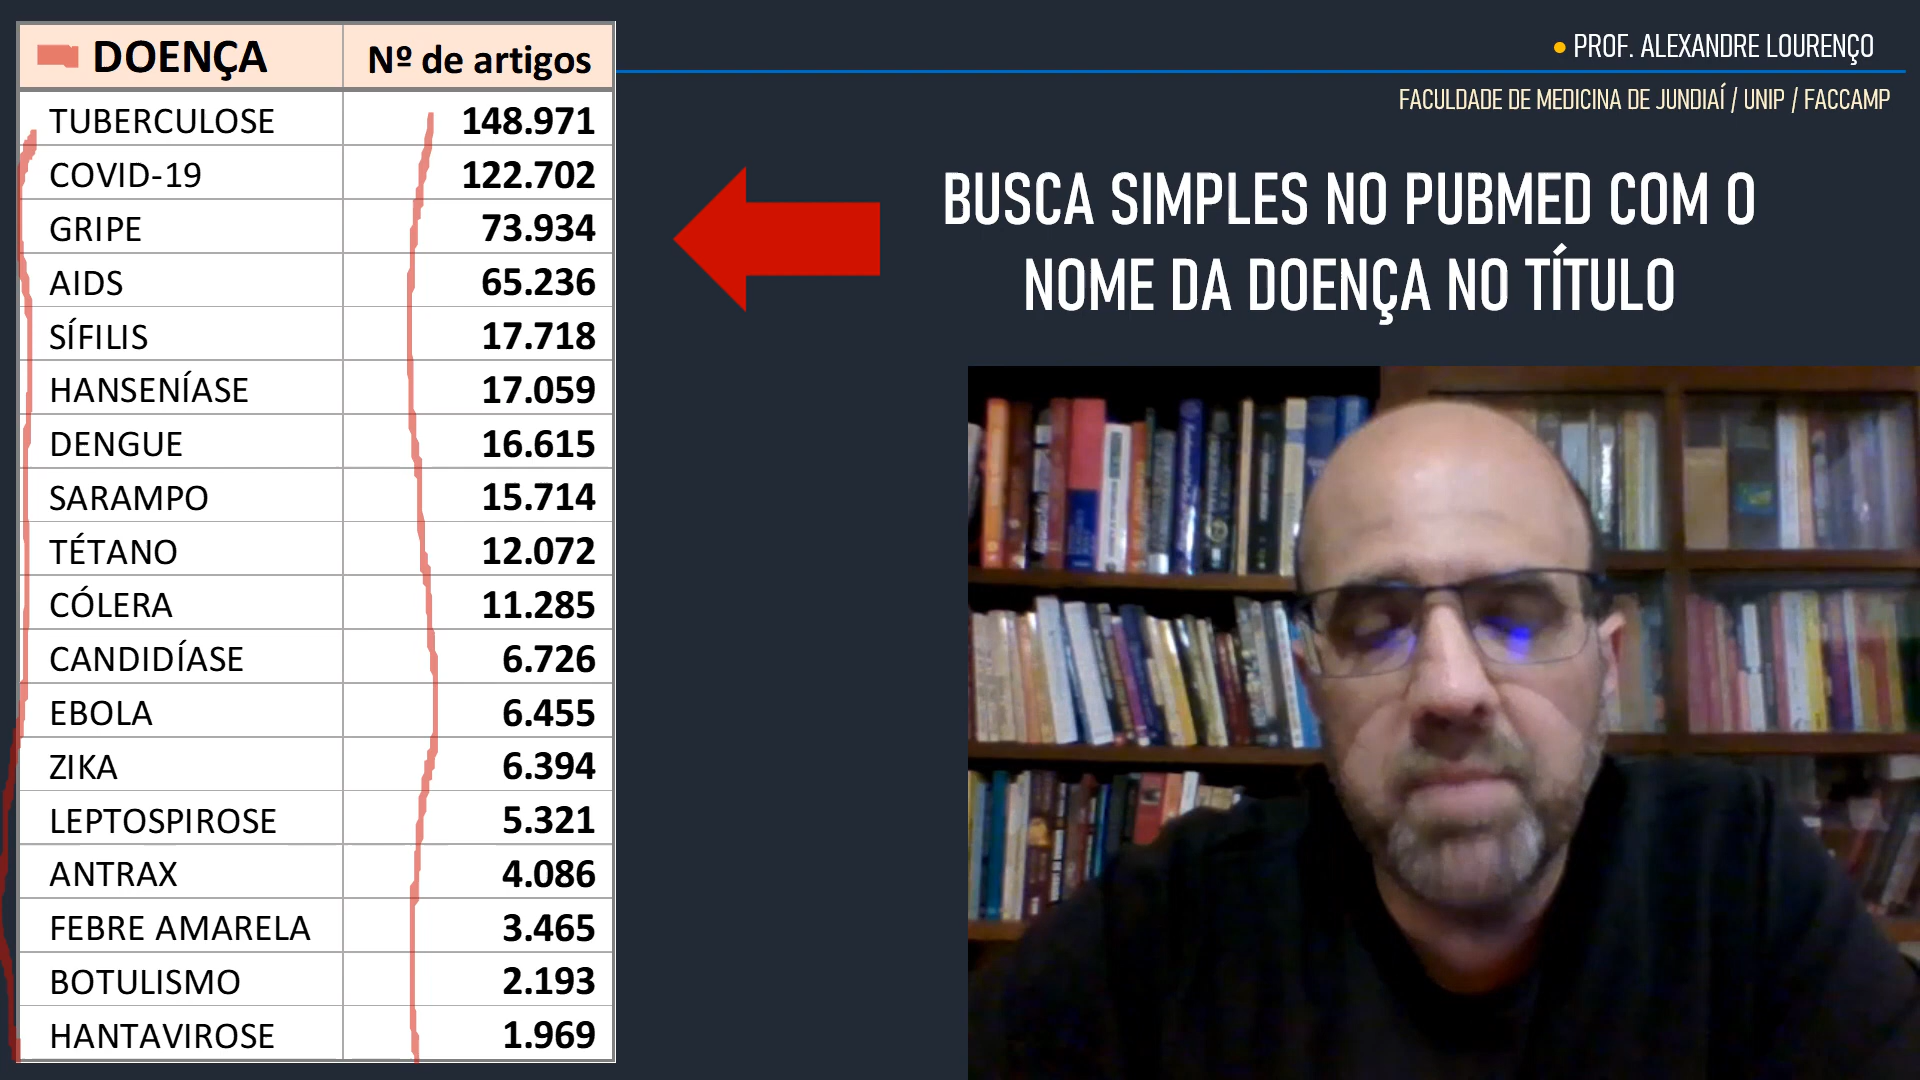 DOENÇA Nº de artigos
TUBERCULOSE 148.971
COVID-19 122.702
GRIPE 73.934
AIDS 65.236
SÍFILIS 17.718
HANSENÍASE 17.059
DENGUE 16.615
SARAMPO 15.714
TÉTANO 12.072
CÓLERA 11.285
CANDIDÍASE 6.726
EBOLA 6.455
ZIKA 6.394
LEPTOSPIROSE 5.321
ANTRAX 4.086
FEBRE AMARELA 3.465
BOTULISMO 2.193
HANTAVIROSE 1.969
• PROF. ALEXANDRE LOURENÇO
FACULDADE DE MEDICINA DE JUNDIAÍ / UNIP / FACCAMP
BUSCA SIMPLES NO PUBMED COM O
NOME DA DOENÇA NO TÍTULO